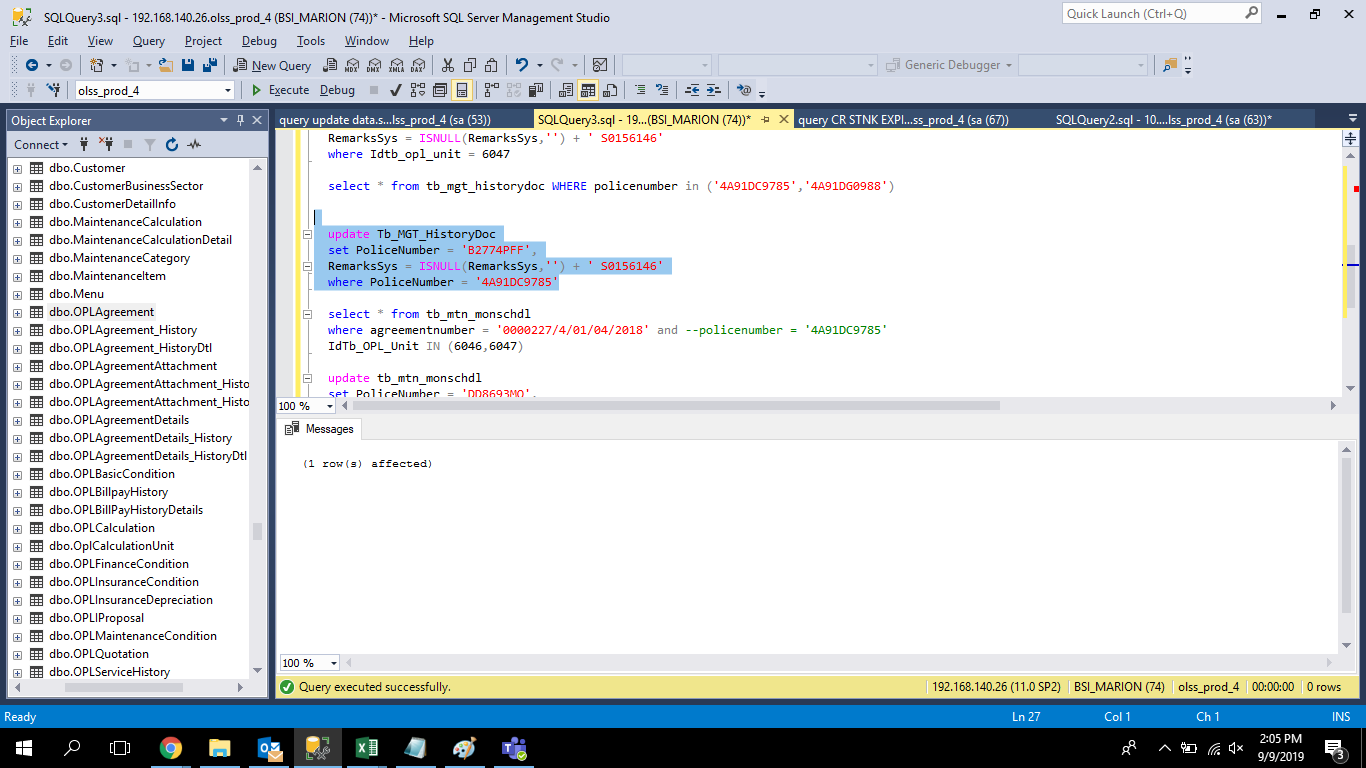 SQLQuery3.sql - 192.168.140.26.olss_prod_4 (BSI_MARION (74))* - Microsoft SQL Server Management Studio
Quick Launch (Ctrl+Q)
File Edit View Query Project Debug Tools Window Help
New Query
MDX DMX XMLA DAX
Generic Debugger
olss_prod_4
Execute Debug
Object Explorer
query update data.s...lss_prod_4 (sa (53))
SQLQuery3.sql - 19...(BSI_MARION (74))*
query CR STNK EXPI...ss_prod_4 (sa (67))
SQLQuery2.sql - 10....lss_prod_4 (sa (63))*
Connect
dbo.Customer
dbo.CustomerBusinessSector
dbo.CustomerDetailInfo
dbo.MaintenanceCalculation
dbo.MaintenanceCalculationDetail
dbo.MaintenanceCategory
dbo.MaintenanceItem
dbo.Menu
dbo.OPLAgreement
dbo.OPLAgreement_History
dbo.OPLAgreement_HistoryDtl
dbo.OPLAgreementAttachment
dbo.OPLAgreementAttachment_Histo
dbo.OPLAgreementAttachment_Histo
dbo.OPLAgreementDetails
dbo.OPLAgreementDetails_History
dbo.OPLAgreementDetails_HistoryDtl
dbo.OPLBasicCondition
dbo.OPLBillpayHistory
dbo.OPLBillPayHistoryDetails
dbo.OPLCalculation
dbo.OplCalculationUnit
dbo.OPLFinanceCondition
dbo.OPLInsuranceCondition
dbo.OPLInsuranceDepreciation
dbo.OPLIProposal
dbo.OPLMaintenanceCondition
dbo.OPLQuotation
dbo.OPLServiceHistory
RemarksSys = ISNULL(RemarksSys,'') + ' S0156146'
where Idtb_opl_unit = 6047
select * from tb_mgt_historydoc WHERE policenumber in ('4A91DC9785','4A91DG0988')
update Tb_MGT_HistoryDoc
set PoliceNumber = 'B2774PFF',
RemarksSys = ISNULL(RemarksSys,'') + ' S0156146'
where PoliceNumber = '4A91DC9785'
select * from tb_mtn_monschdl
where agreementnumber = '0000227/4/01/04/2018' and --policenumber = '4A91DC9785'
IdTb_OPL_Unit IN (6046,6047)
update tb_mtn_monschdl
set PoliceNumber = 'DD8693MO',
100 %
Messages
(1 row(s) affected)
100 %
Query executed successfully.
192.168.140.26 (11.0 SP2) BSI_MARION (74) olss_prod_4 00:00:00 0 rows
Ready
Ln 27 Col 1 Ch 1 INS
2:05 PM
9/9/2019
3